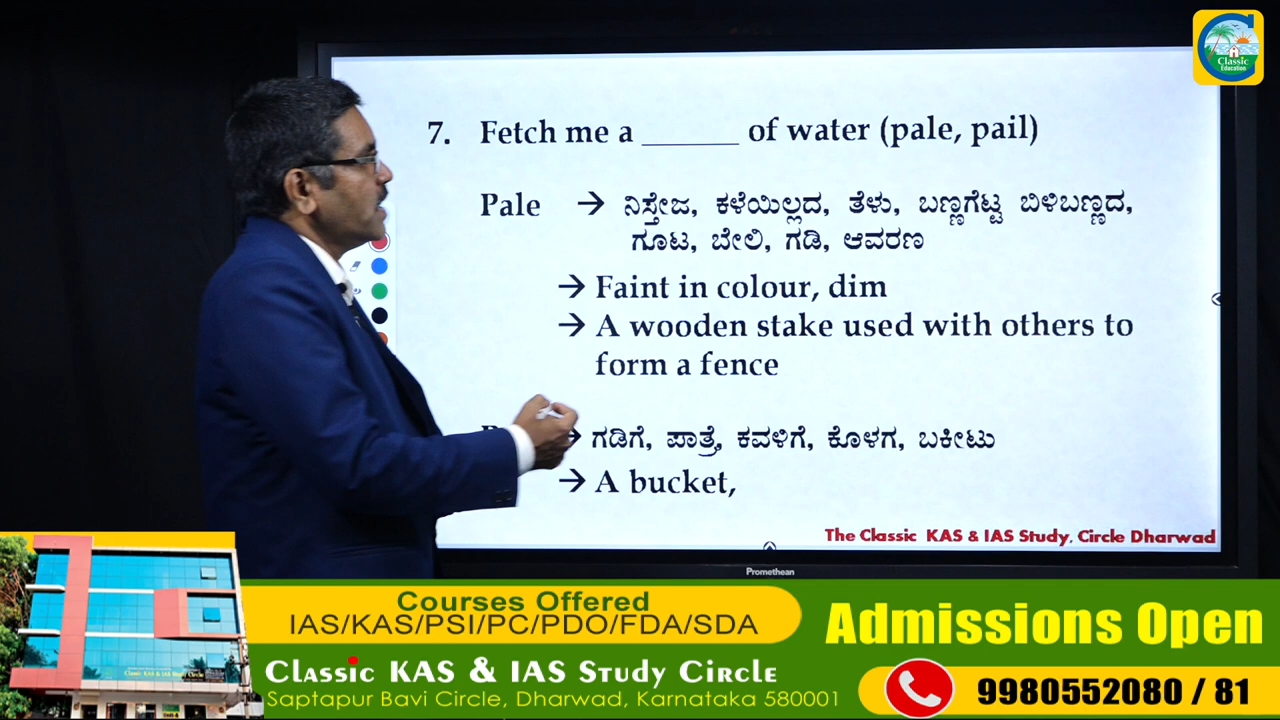 Classic
Education
7. Fetch me a ______ of water (pale, pail)
Pale → ನಿಸ್ತೇಜ, ಕಳೆಯಿಲ್ಲದ, ತೆಳು, ಬಣ್ಣಗೆಟ್ಟ ಬಿಳಿಬಣ್ಣದ,
ಗೂಟ, ಬೇಲಿ, ಗಡಿ, ಆವರಣ
→ Faint in colour, dim
→ A wooden stake used with others to
form a fence
→ ಗಡಿಗೆ, ಪಾತ್ರೆ, ಕವಳಿಗೆ, ಕೊಳಗ, ಬಕೀಟು
→ A bucket,
The Classic KAS & IAS Study, Circle Dharwad
Promethean
Courses Offered
IAS/KAS/PSI/PC/PDO/FDA/SDA
Classic KAS & IAS Study Circle
Saptapur Bavi Circle, Dharwad, Karnataka 580001
Admissions Open
9980552080 / 81